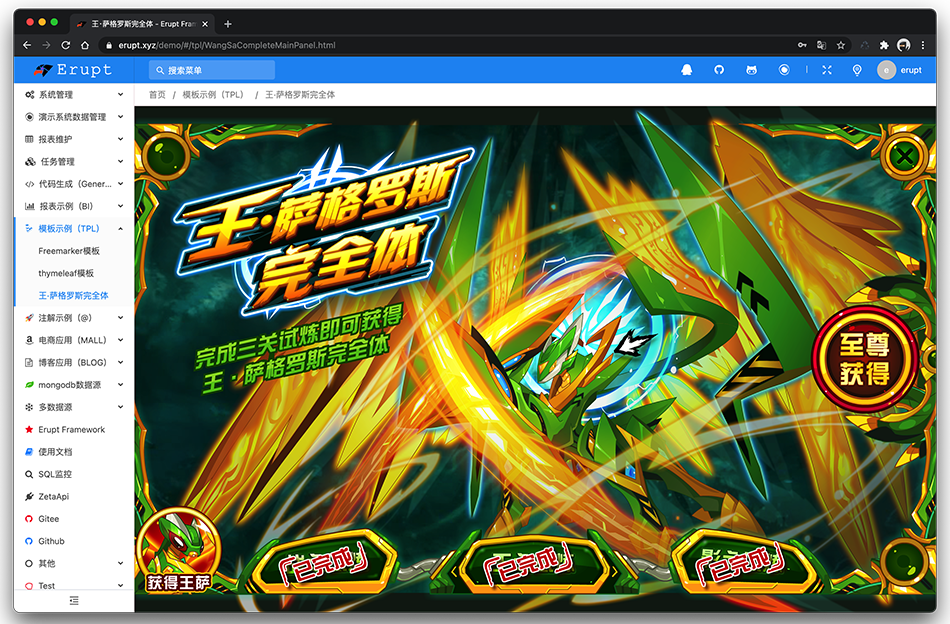 王·萨格罗斯完全体 - Erupt Fram
erupt.xyz/demo/#/tpl/WangSaCompleteMainPanel.html
Erupt
搜索菜单
e
erupt
系统管理
演示系统数据管理
报表维护
任务管理
代码生成（Gener...
报表示例（BI）
模板示例（TPL）
Freemarker模板
thymeleaf模板
王·萨格罗斯完全体
注解示例（@）
电商应用（MALL）
博客应用（BLOG）
mongodb数据源
多数据源
Erupt Framework
使用文档
SQL监控
ZetaApi
Gitee
Github
其他
Test
首页 / 模板示例（TPL） / 王·萨格罗斯完全体
王·萨格罗斯
完全体
完成三关试炼即可获得
王·萨格罗斯完全体
至尊
获得
获得王萨
「已完成」
「已完成」
「已完成」